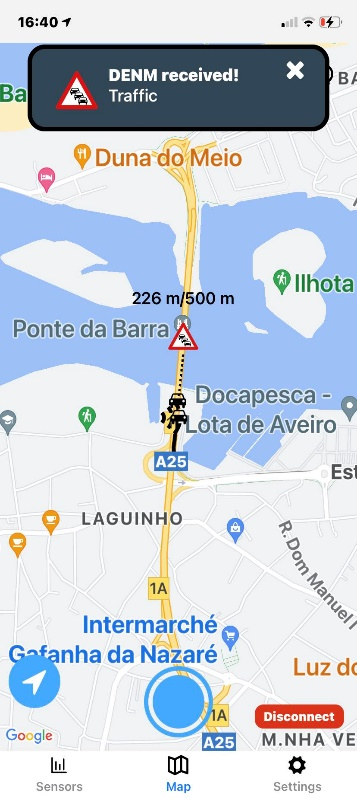 16:40
DENM received!
Traffic
Ba
BA
Duna do Meio
226 m/500 m
Ilhota
Ponte da Barra
Docapesca -
Lota de Aveiro
A25
Est
LAGUINHO
R. Dom Manuel I
1A
Intermarché
Gafanha da Nazaré
Luz do
1A
Disconnect
Google
A25
M.NHA VE
Sensors
Map
Settings